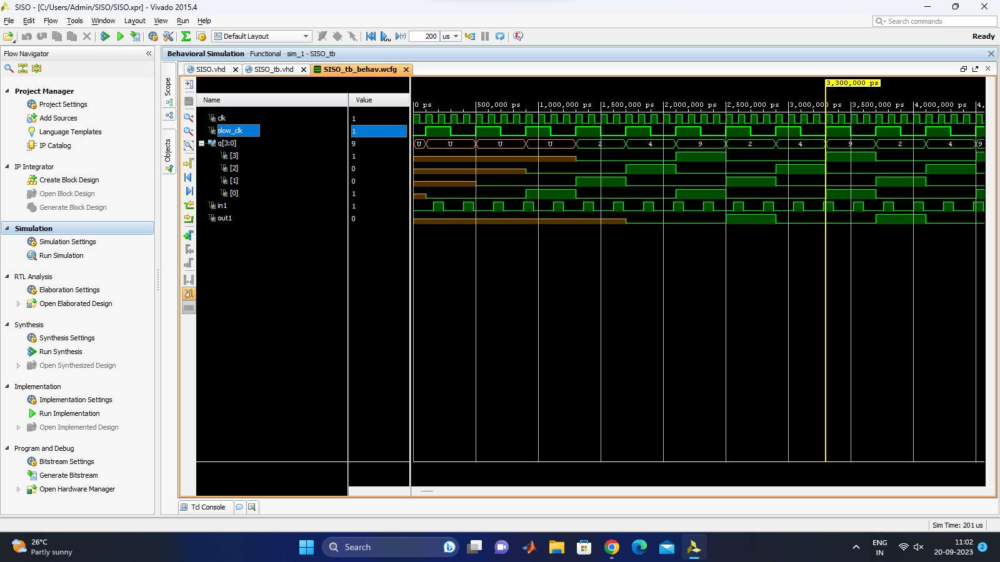 SISO - [C:/Users/Admin/SISO/SISO.xpr] - Vivado 2015.4
File Edit Flow Tools Window Layout View Run Help
Search commands
Default Layout
200 us
Ready
Flow Navigator
Project Manager
Project Settings
Add Sources
Language Templates
IP Catalog
IP Integrator
Create Block Design
Open Block Design
Generate Block Design
Simulation
Simulation Settings
Run Simulation
RTL Analysis
Elaboration Settings
Open Elaborated Design
Synthesis
Synthesis Settings
Run Synthesis
Open Synthesized Design
Implementation
Implementation Settings
Run Implementation
Open Implemented Design
Program and Debug
Bitstream Settings
Generate Bitstream
Open Hardware Manager
Behavioral Simulation - Functional - sim_1 - SISO_tb
Scope
Objects
SISO.vhd SISO_tb.vhd SISO_tb_behav.wcfg
3,300,000 ps
Name Value
0 ps 500,000 ps 1,000,000 ps 1,500,000 ps 2,000,000 ps 2,500,000 ps 3,000,000 ps 3,500,000 ps 4,000,000 ps 4,
clk 1
slow_clk 1
q[3:0] 9 U U U U 2 4 9 2 4 9 2 4 9
[3] 1
[2] 0
[1] 0
[0] 1
in1 1
out1 0
Tcl Console
Sim Time: 201 us
26°C
Partly sunny
Search
ENG
IN
11:02
20-09-2023
2